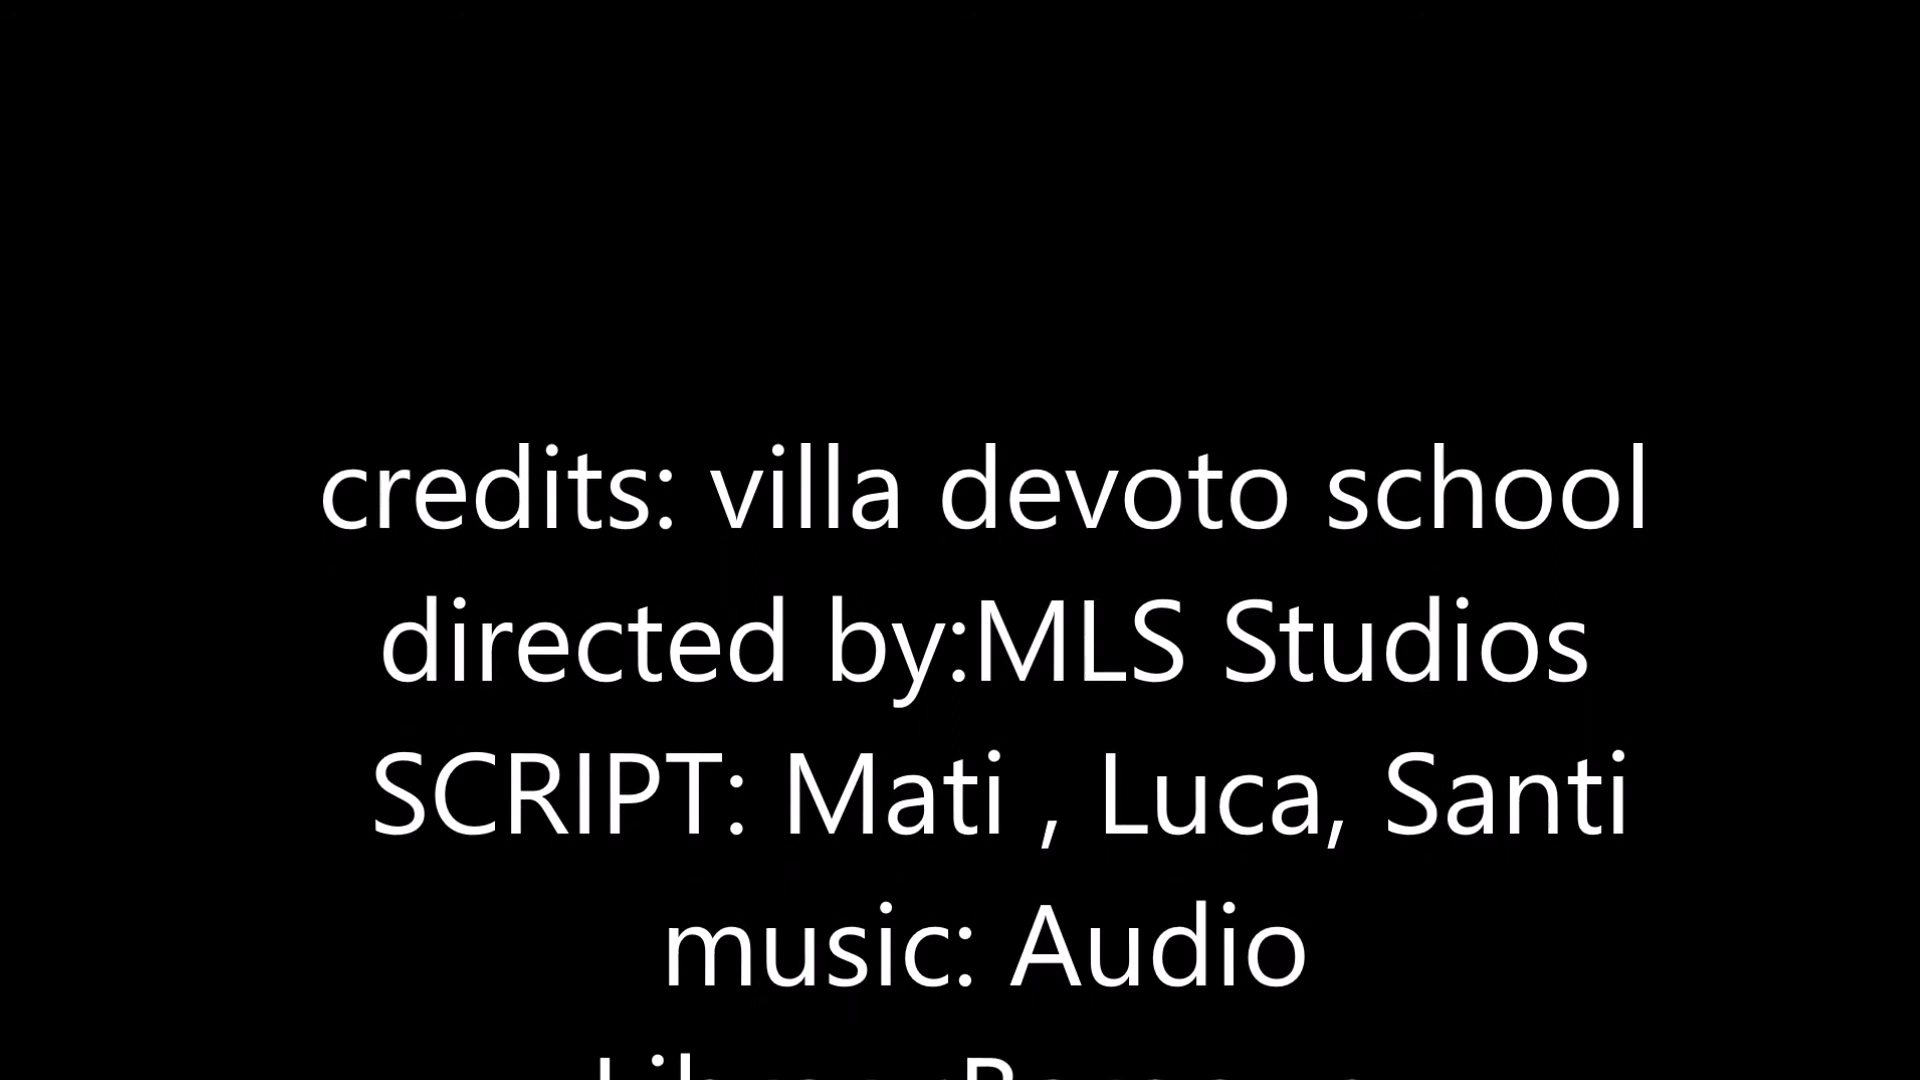 credits: villa devoto school
directed by:MLS Studios
SCRIPT: Mati , Luca, Santi
music: Audio